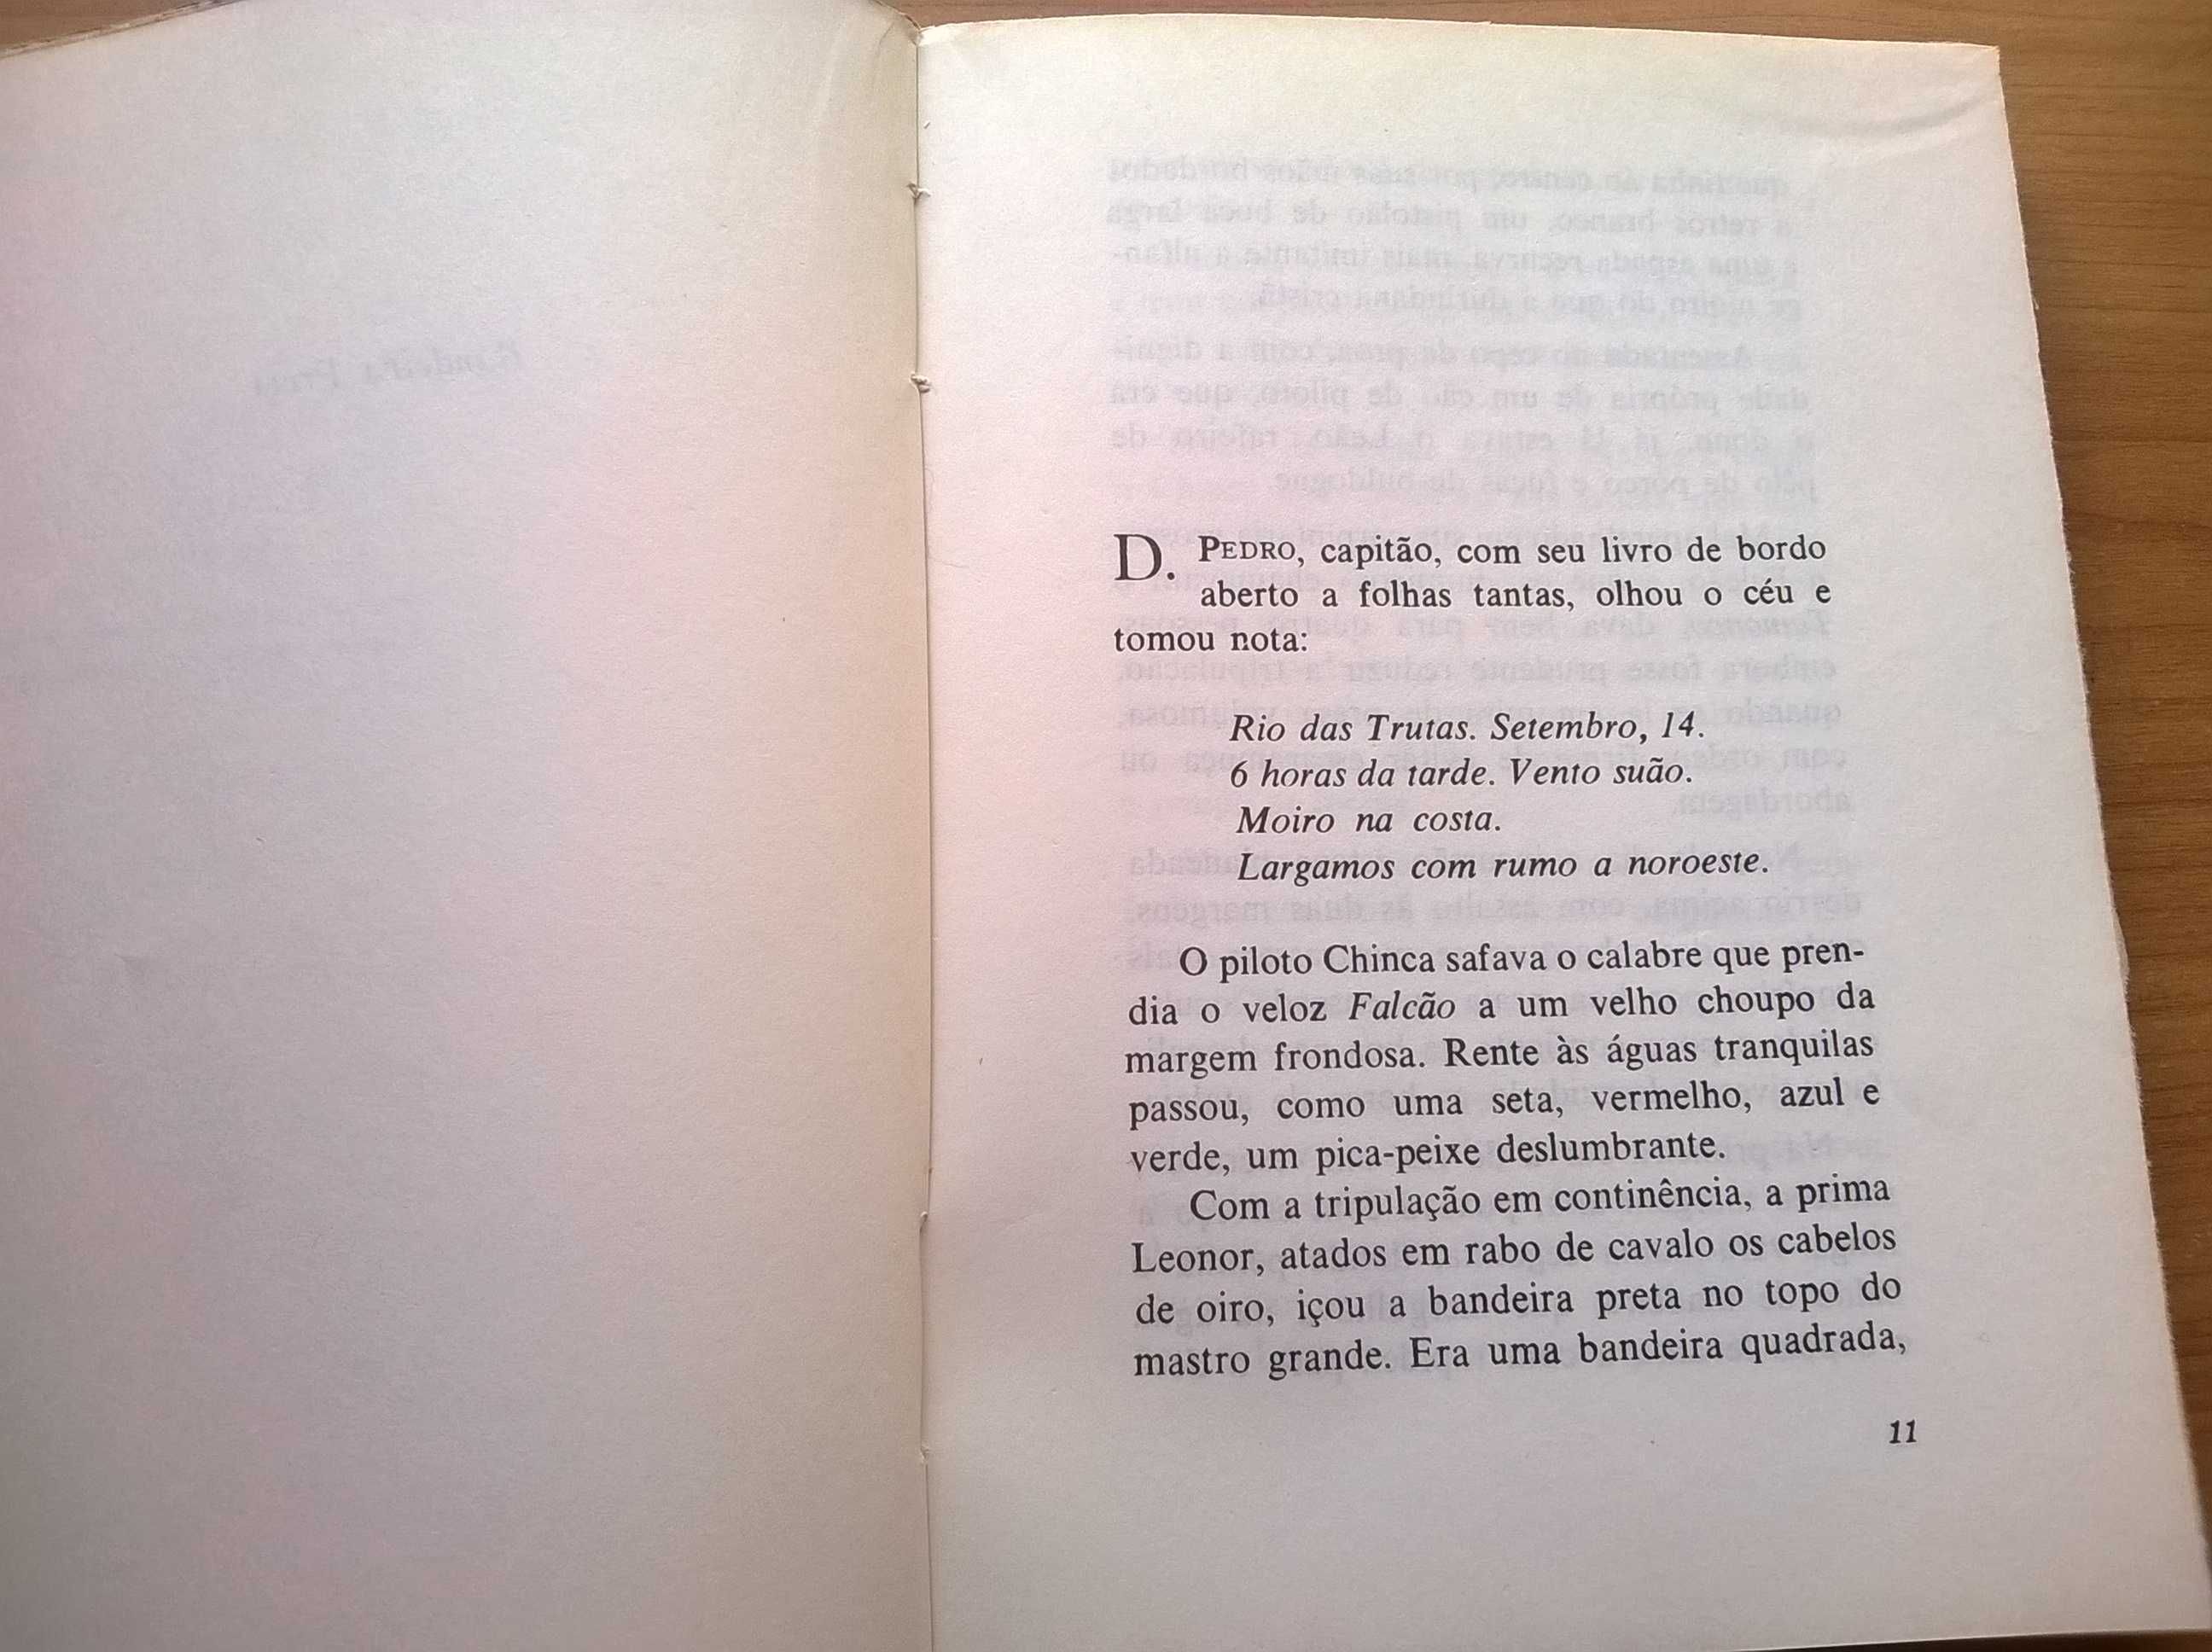 D. PEDRO, capitão, com seu livro de bordo
aberto a folhas tantas, olhou o céu e
tomou nota:
Rio das Trutas. Setembro, 14.
6 horas da tarde. Vento suão.
Moiro na costa.
Largamos com rumo a noroeste.
O piloto Chinca safava o calabre que pren-
dia o veloz Falcão a um velho choupo da
margem frondosa. Rente às águas tranquilas
passou, como uma seta, vermelho, azul e
verde, um pica-peixe deslumbrante.
Com a tripulação em continência, a prima
Leonor, atados em rabo de cavalo os cabelos
de oiro, içou a bandeira preta no topo do
mastro grande. Era uma bandeira quadrada,
11